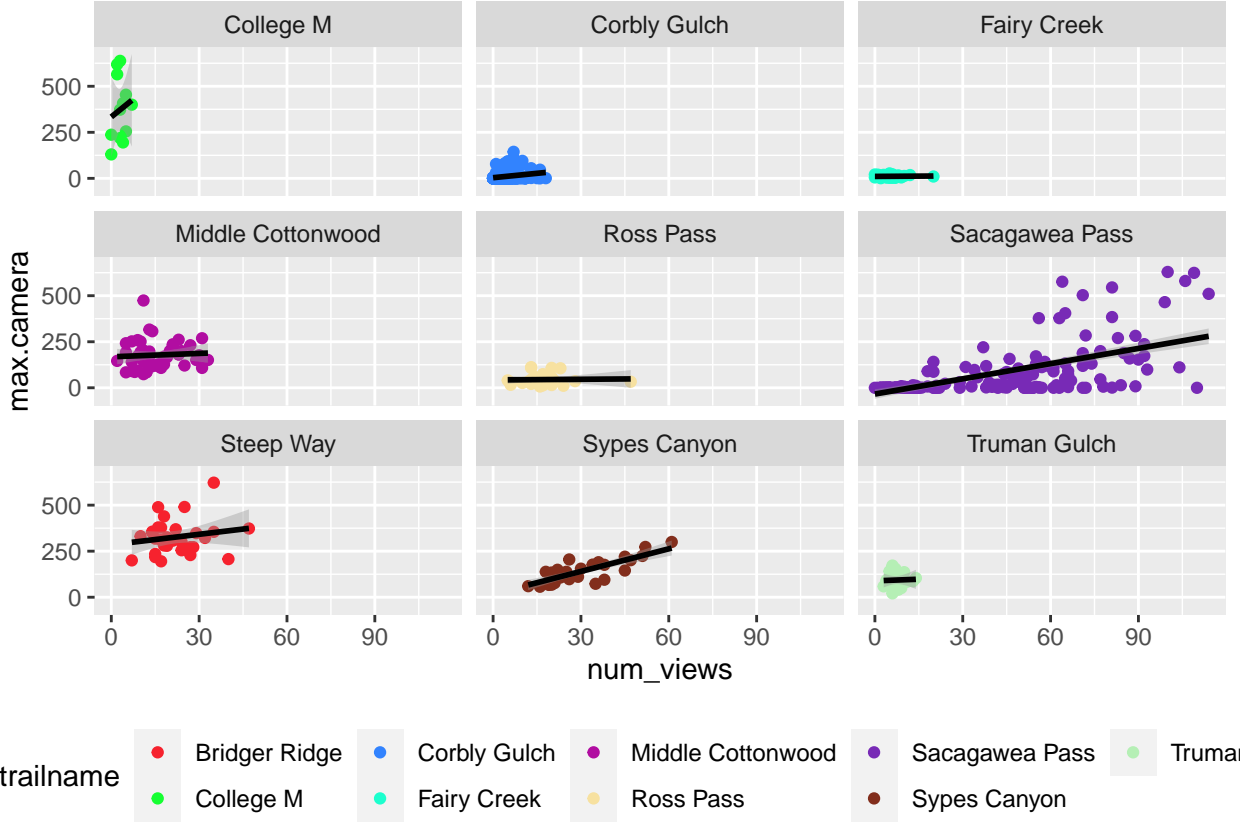 College M Corbly Gulch Fairy Creek
500
250
0
Middle Cottonwood Ross Pass Sacagawea Pass
500
250
0
max.camera
Steep Way Sypes Canyon Truman Gulch
500
250
0
0 30 60 90 0 30 60 90 0 30 60 90
num_views
trailname
Bridger Ridge Corbly Gulch Middle Cottonwood Sacagawea Pass Truman
College M Fairy Creek Ross Pass Sypes Canyon